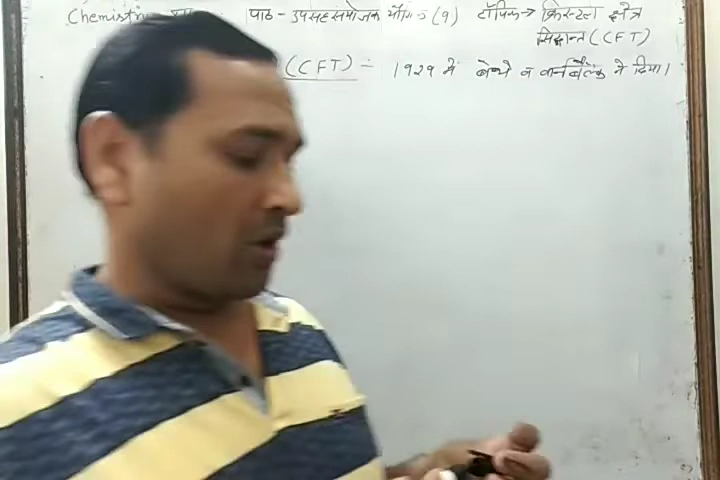 Chemistry पाठ - उपसहसंयोजक यौगिक (9) टॉपिक → क्रिस्टल क्षेत्र
सिद्धान्त (CFT)
(CFT) :- 1929 में बेथे व वानब्लैक ने दिया।